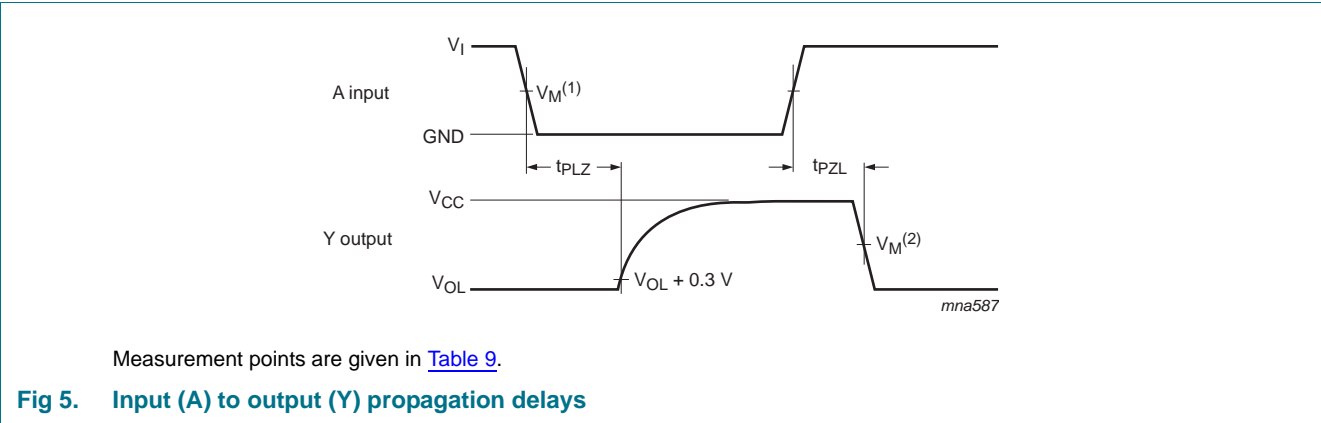 V_I
A input
V_M(1)
GND
t_PLZ
t_PZL
V_CC
Y output
V_M(2)
V_OL
V_OL + 0.3 V
mna587
Measurement points are given in Table 9.
Fig 5. Input (A) to output (Y) propagation delays